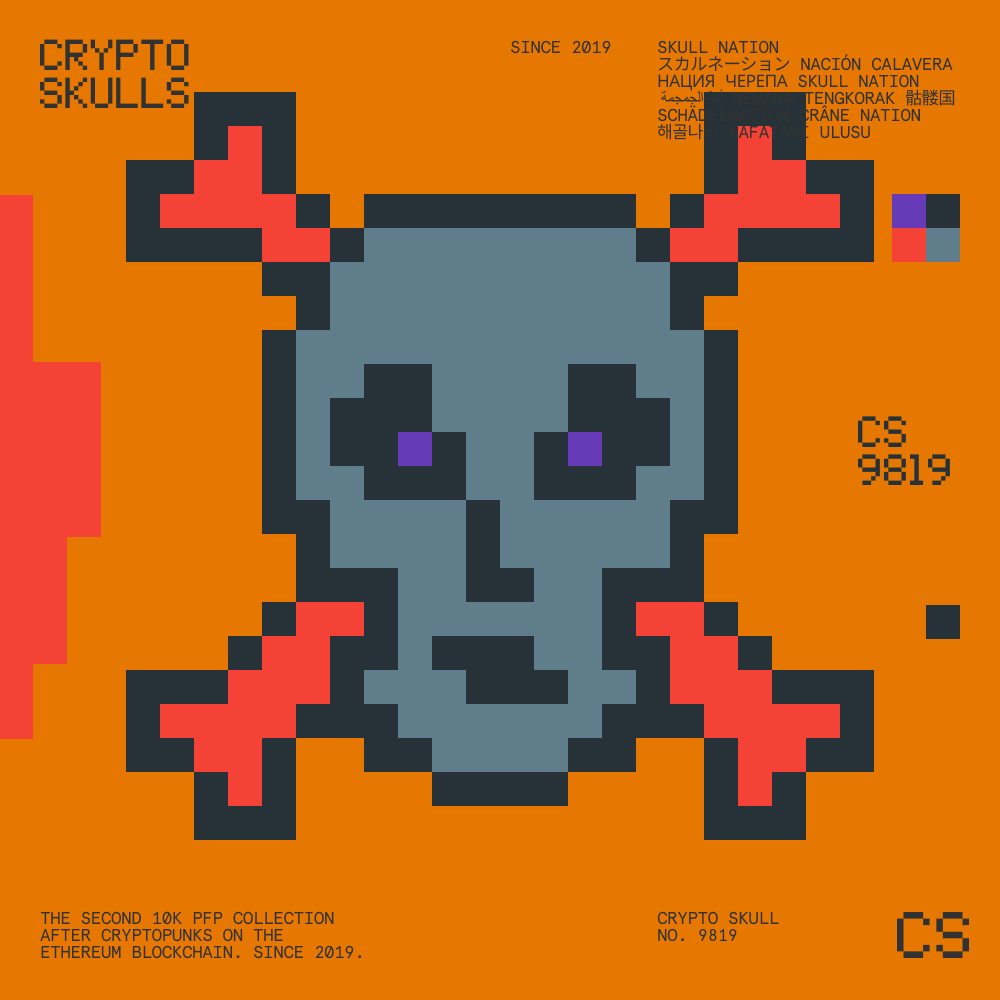 CRYPTO
SKULLS
SINCE 2019
SKULL NATION
スカルネーション NACIÓN CALAVERA
НАЦИЯ ЧЕРЕПА SKULL NATION
الجمجمة TENGKORAK 骷髅国
CRÂNE NATION
해골나 ULUSU
CS
9819
THE SECOND 10K PFP COLLECTION
AFTER CRYPTOPUNKS ON THE
ETHEREUM BLOCKCHAIN. SINCE 2019.
CRYPTO SKULL
NO. 9819
CS